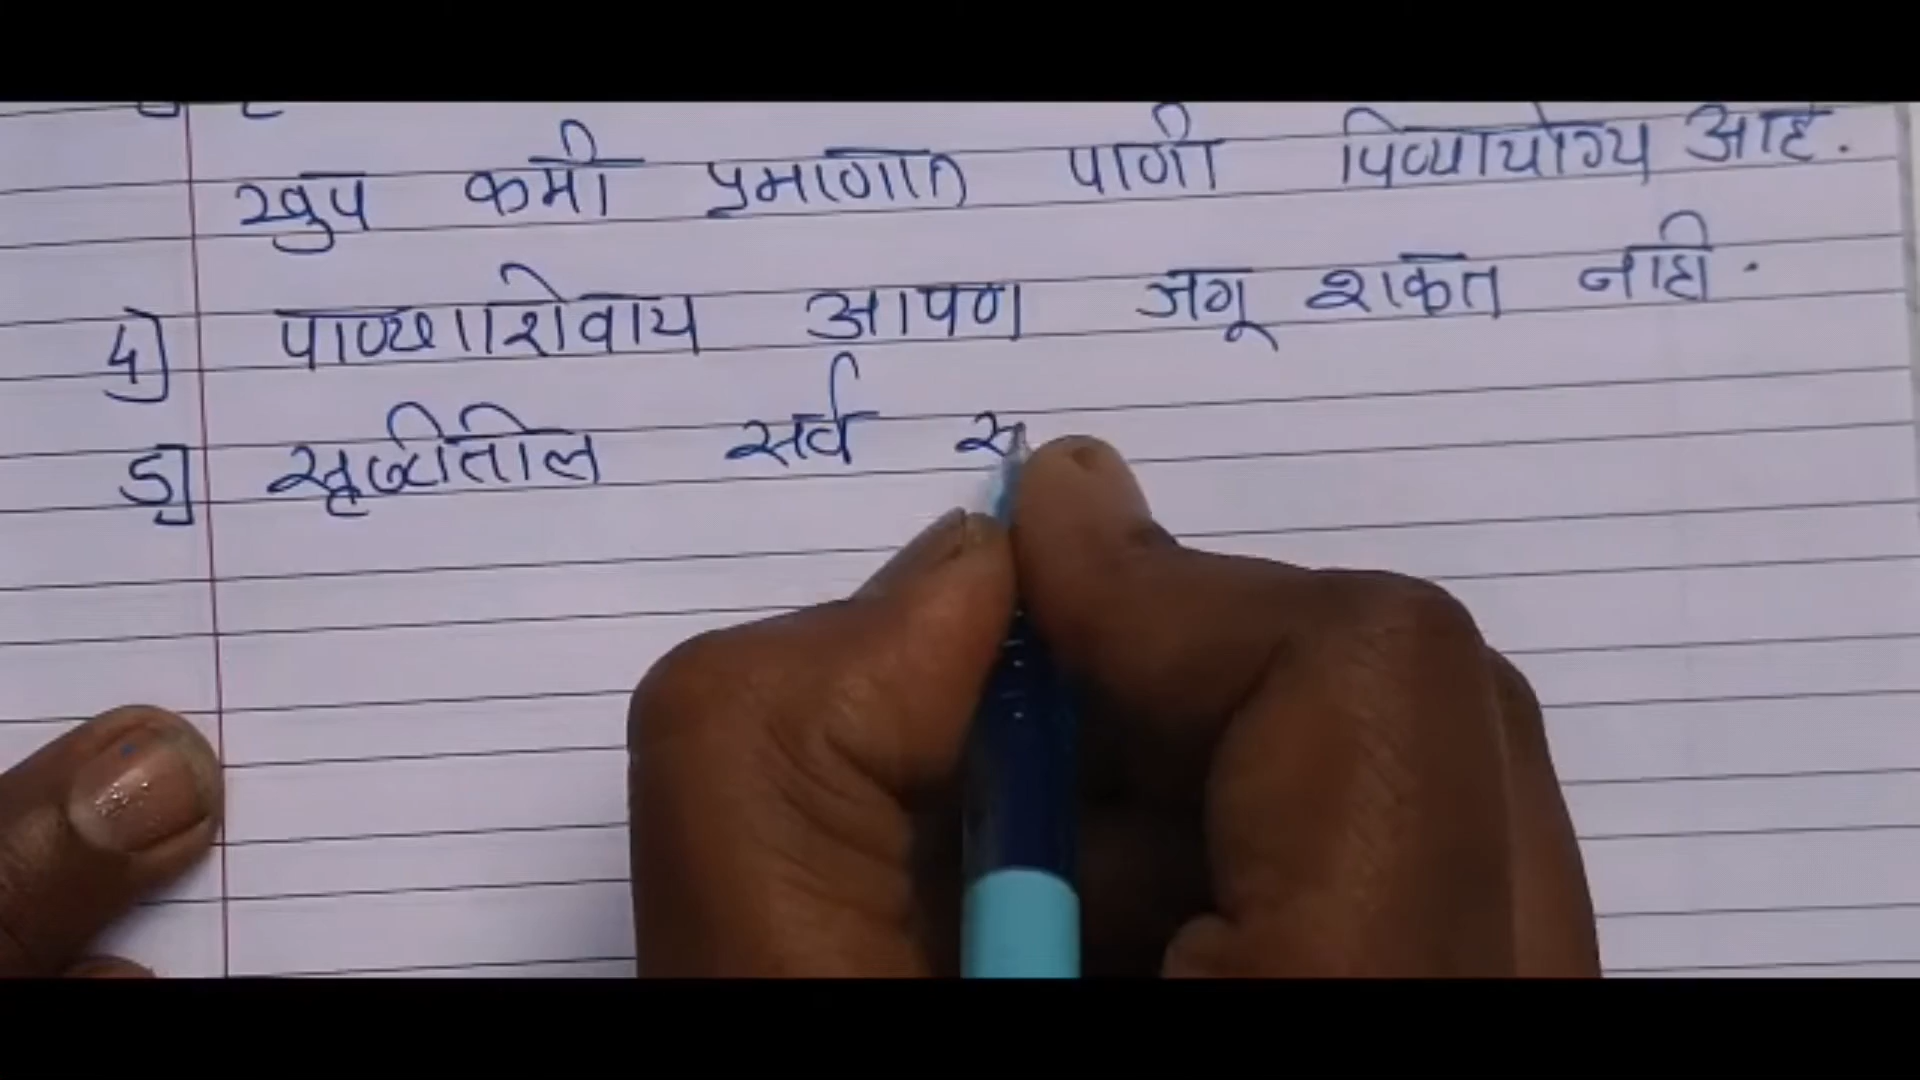 खुप कमी प्रमाणात पाणी पिण्यायोग्य आहे.
4) पाण्याशिवाय आपण जगू शकत नाही.
5) सृष्टीतील सर्व स